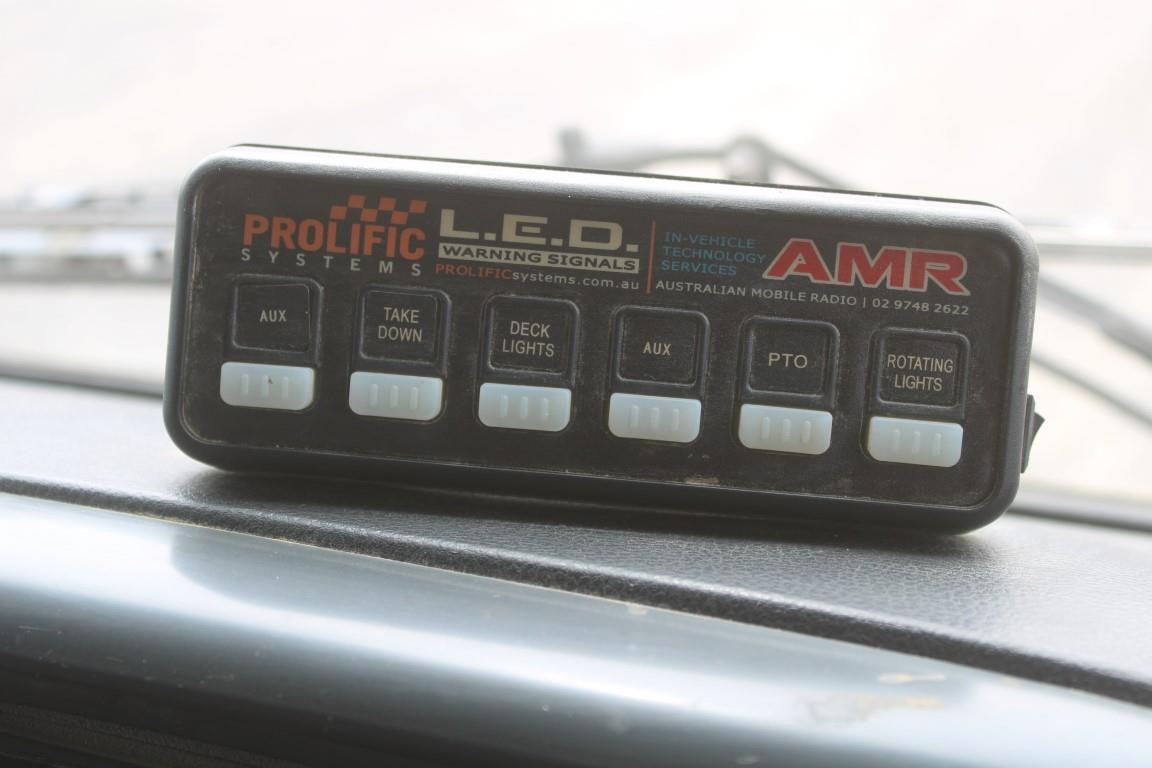 PROLIFIC
SYSTEMS
L.E.D.
WARNING SIGNALS
PROLIFICsystems.com.au
IN-VEHICLE
TECHNOLOGY
SERVICES
AMR
AUSTRALIAN MOBILE RADIO | 02 9748 2622
AUX
TAKE
DOWN
DECK
LIGHTS
AUX
PTO
ROTATING
LIGHTS